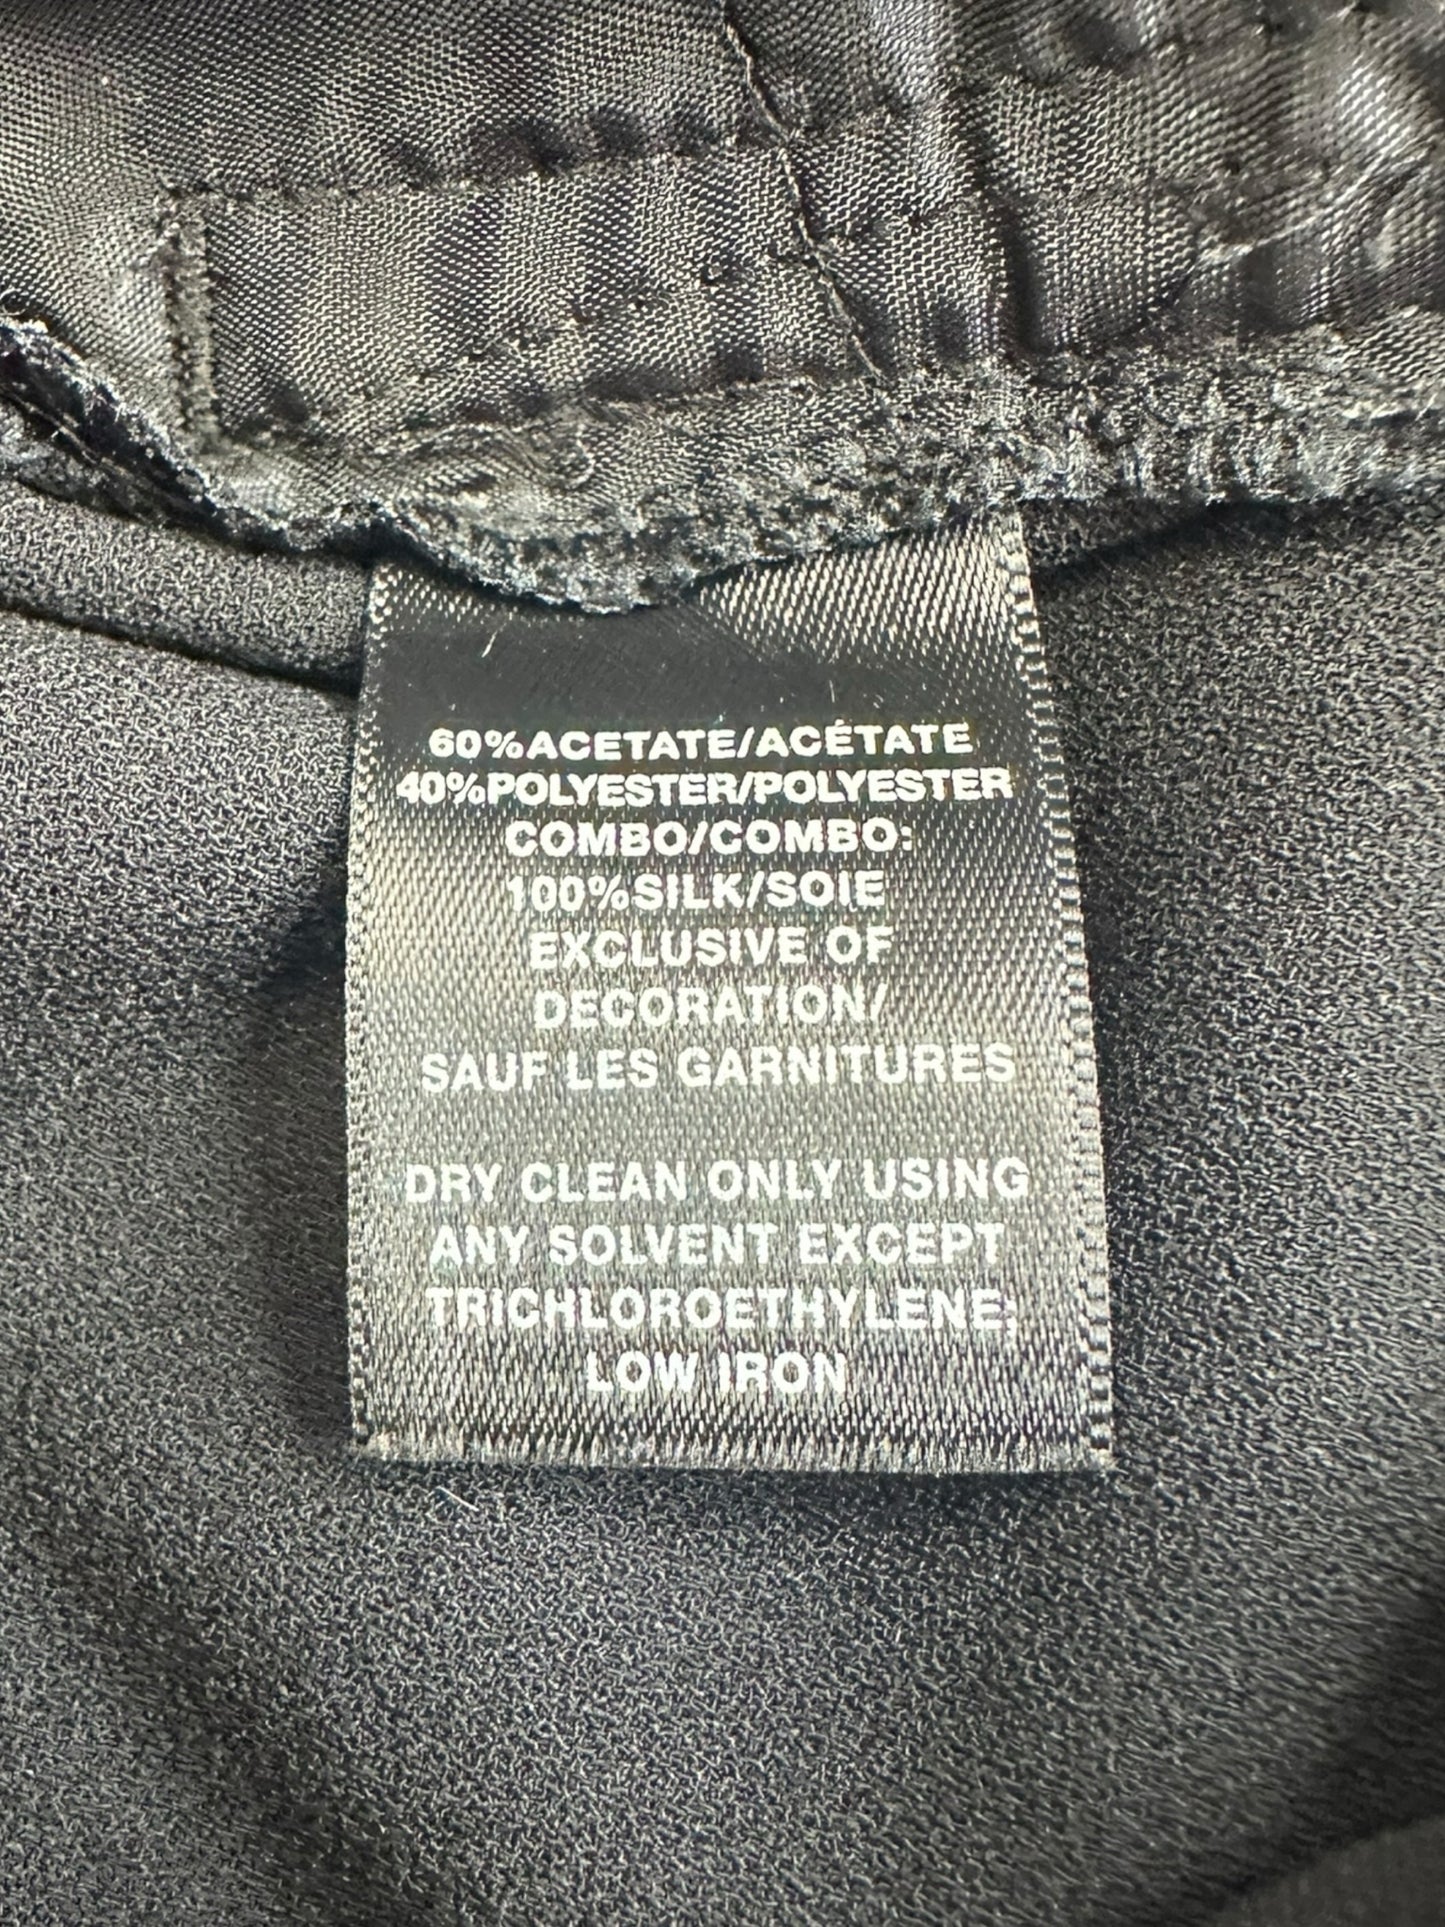 60%ACETATE/ACÉTATE
40%POLYESTER/POLYESTER
COMBO/COMBO:
100%SILK/SOIE
EXCLUSIVE OF
DECORATION/
SAUF LES GARNITURES
DRY CLEAN ONLY USING
ANY SOLVENT EXCEPT
TRICHLOROETHYLENE;
LOW IRON